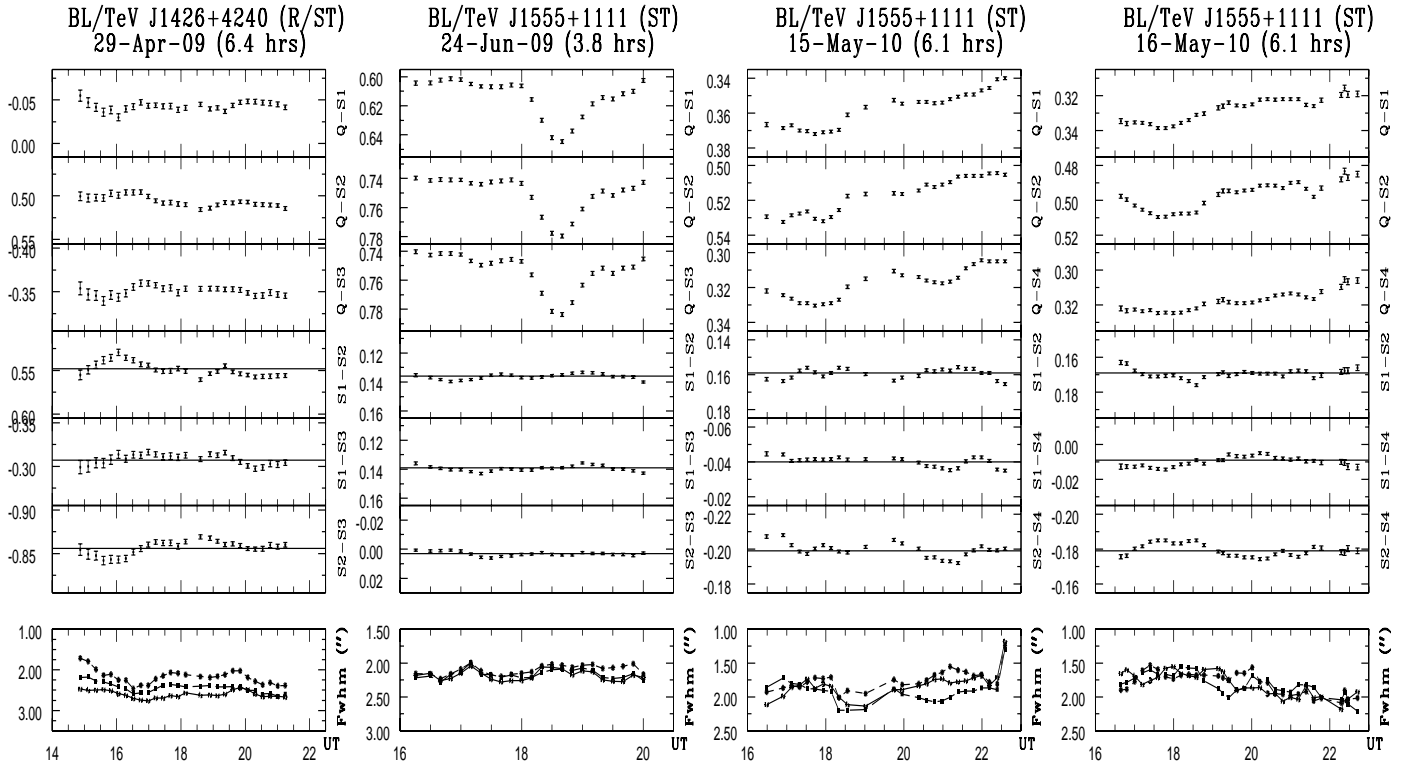 BL/TeV J1426+4240 (R/ST)
29-Apr-09 (6.4 hrs)
-0.05
0.00
Q-S1
0.50
0.55
Q-S2
-0.40
-0.35
Q-S3
0.55
0.60
S1-S2
-0.35
-0.30
S1-S3
-0.90
-0.85
S2-S3
1.00
2.00
3.00
Fwhm (")
14 16 18 20 22 UT
BL/TeV J1555+1111 (ST)
24-Jun-09 (3.8 hrs)
0.60
0.62
0.64
Q-S1
0.74
0.76
0.78
Q-S2
0.74
0.76
0.78
Q-S3
0.12
0.14
0.16
S1-S2
0.12
0.14
0.16
S1-S3
-0.02
0.00
0.02
S2-S3
1.50
2.00
2.50
3.00
Fwhm (")
16 17 18 19 20 UT
BL/TeV J1555+1111 (ST)
15-May-10 (6.1 hrs)
0.34
0.36
0.38
Q-S1
0.50
0.52
0.54
Q-S2
0.30
0.32
0.34
Q-S4
0.14
0.16
0.18
S1-S2
-0.06
-0.04
-0.02
S1-S4
-0.22
-0.20
-0.18
S2-S4
1.00
1.50
2.00
2.50
Fwhm (")
16 18 20 22 UT
BL/TeV J1555+1111 (ST)
16-May-10 (6.1 hrs)
0.32
0.34
Q-S1
0.48
0.50
0.52
Q-S2
0.30
0.32
Q-S4
0.16
0.18
S1-S2
0.00
-0.02
S1-S4
-0.20
-0.18
-0.16
S2-S4
1.00
1.50
2.00
2.50
Fwhm (")
16 18 20 22 UT